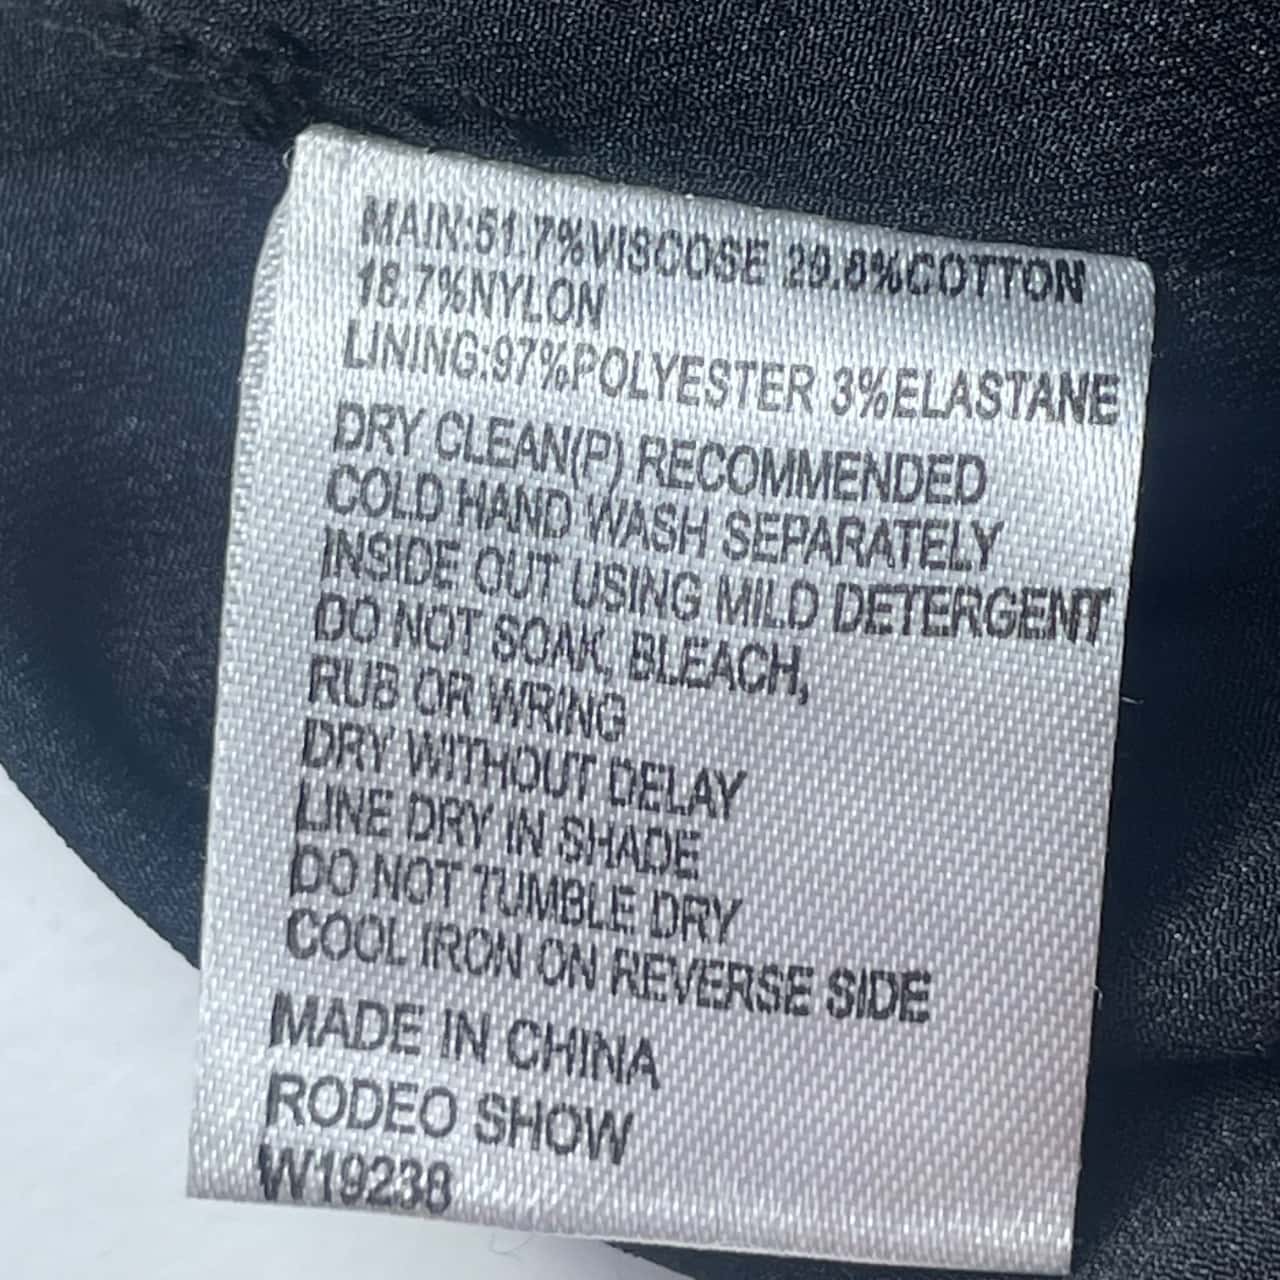 MAIN:51.7%VISCOSE 29.6%COTTON
18.7%NYLON
LINING:97%POLYESTER 3%ELASTANE
DRY CLEAN(P) RECOMMENDED
COLD HAND WASH SEPARATELY
INSIDE OUT USING MILD DETERGENT
DO NOT SOAK, BLEACH,
RUB OR WRING
DRY WITHOUT DELAY
LINE DRY IN SHADE
DO NOT TUMBLE DRY
COOL IRON ON REVERSE SIDE
MADE IN CHINA
RODEO SHOW
W19238